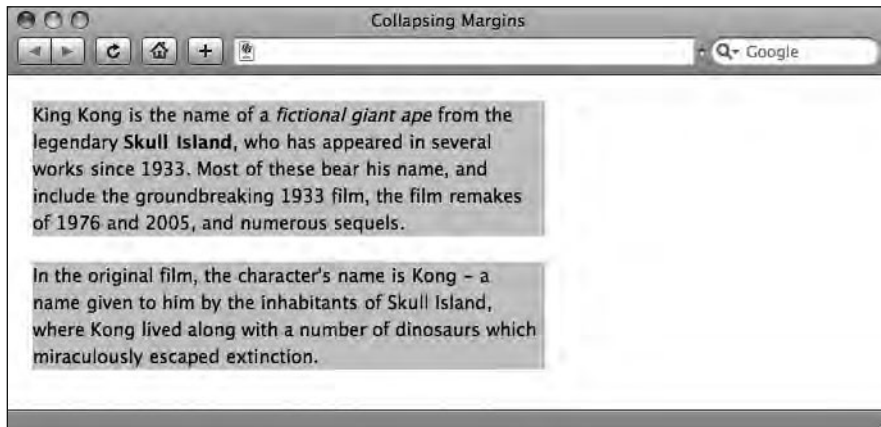 Collapsing Margins
Google
King Kong is the name of a fictional giant ape from the
legendary Skull Island, who has appeared in several
works since 1933. Most of these bear his name, and
include the groundbreaking 1933 film, the film remakes
of 1976 and 2005, and numerous sequels.
In the original film, the character's name is Kong – a
name given to him by the inhabitants of Skull Island,
where Kong lived along with a number of dinosaurs which
miraculously escaped extinction.